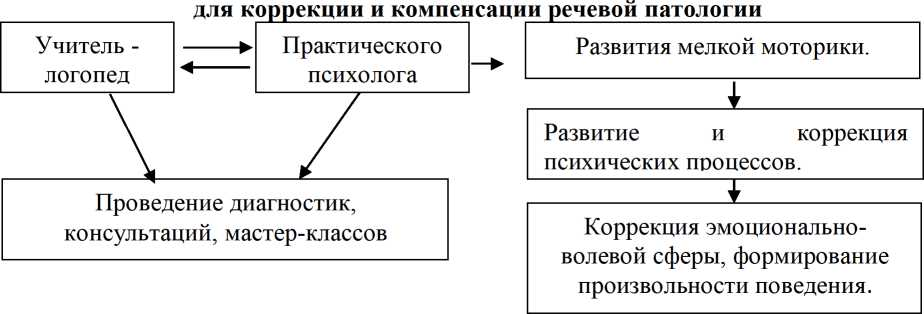 для коррекции и компенсации речевой патологии
Учитель -
логопед
Практического
психолога
Развития мелкой моторики.
Развитие и коррекция
психических процессов.
Проведение диагностик,
консультаций, мастер-классов
Коррекция эмоционально-
волевой сферы, формирование
произвольности поведения.